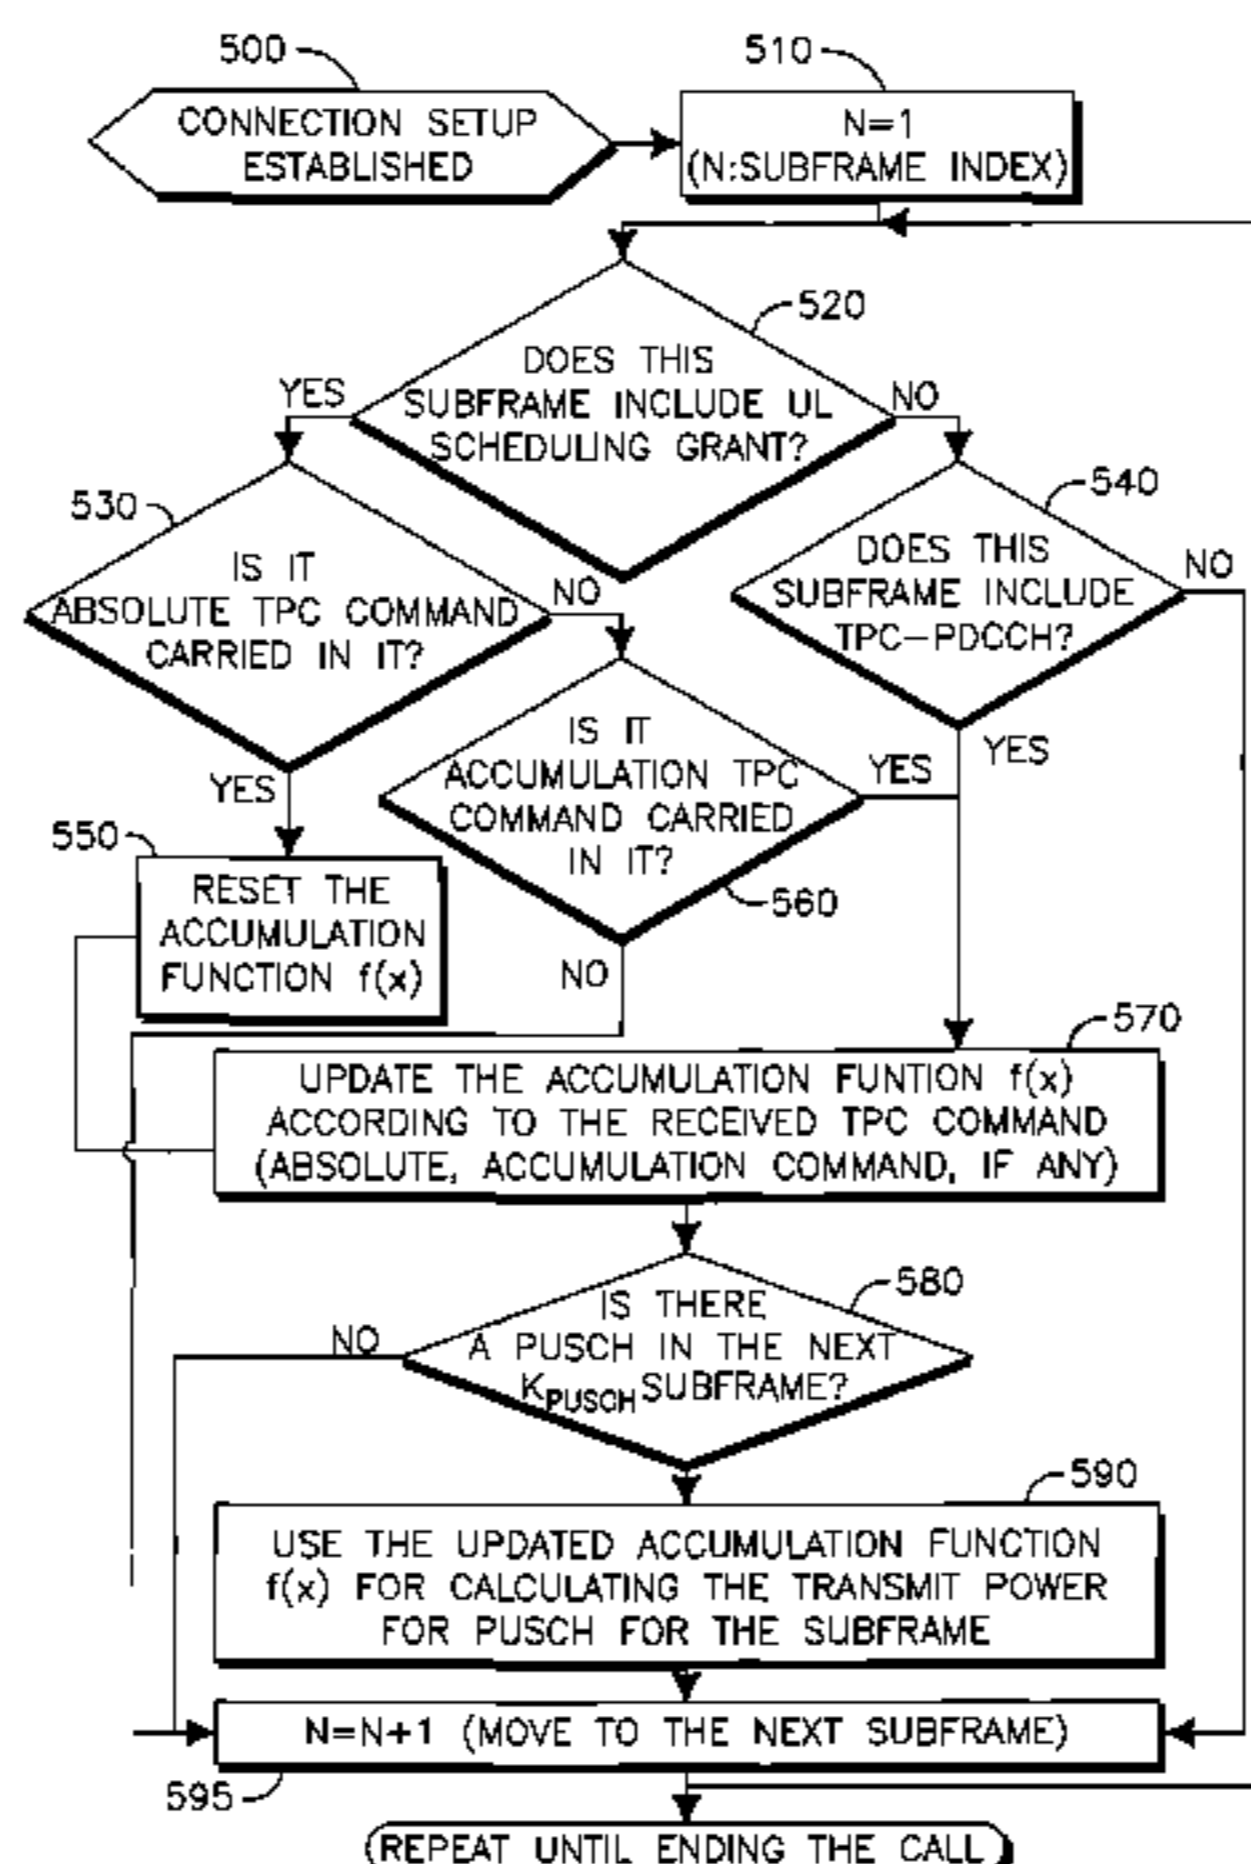 500
CONNECTION SETUP
ESTABLISHED
510
N=1
(N:SUBFRAME INDEX)
520
DOES THIS
SUBFRAME INCLUDE UL
SCHEDULING GRANT?
YES
NO
530
IS IT
ABSOLUTE TPC COMMAND
CARRIED IN IT?
NO
YES
540
DOES THIS
SUBFRAME INCLUDE
TPC-PDCCH?
NO
YES
550
RESET THE
ACCUMULATION
FUNCTION f(x)
IS IT
ACCUMULATION TPC
COMMAND CARRIED
IN IT?
YES
560
NO
570
UPDATE THE ACCUMULATION FUNTION f(x)
ACCORDING TO THE RECEIVED TPC COMMAND
(ABSOLUTE, ACCUMULATION COMMAND, IF ANY)
580
IS THERE
A PUSCH IN THE NEXT
KPUSCH SUBFRAME?
NO
590
USE THE UPDATED ACCUMULATION FUNCTION
f(x) FOR CALCULATING THE TRANSMIT POWER
FOR PUSCH FOR THE SUBFRAME
N=N+1 (MOVE TO THE NEXT SUBFRAME)
595
REPEAT UNTIL ENDING THE CALL